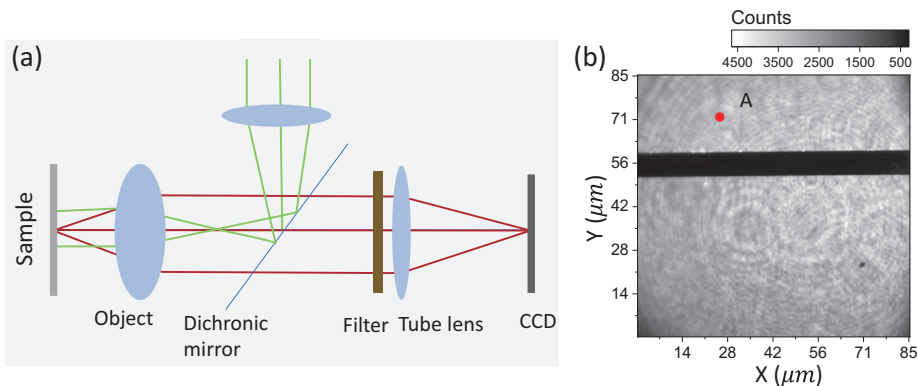 (a)
Sample
Object
Dichronic
mirror
Filter
Tube lens
CCD
Counts
4500 3500 2500 1500 500
(b)
A
85
71
56
42
28
14
Y (μm)
14 28 42 56 71 85
X (μm)